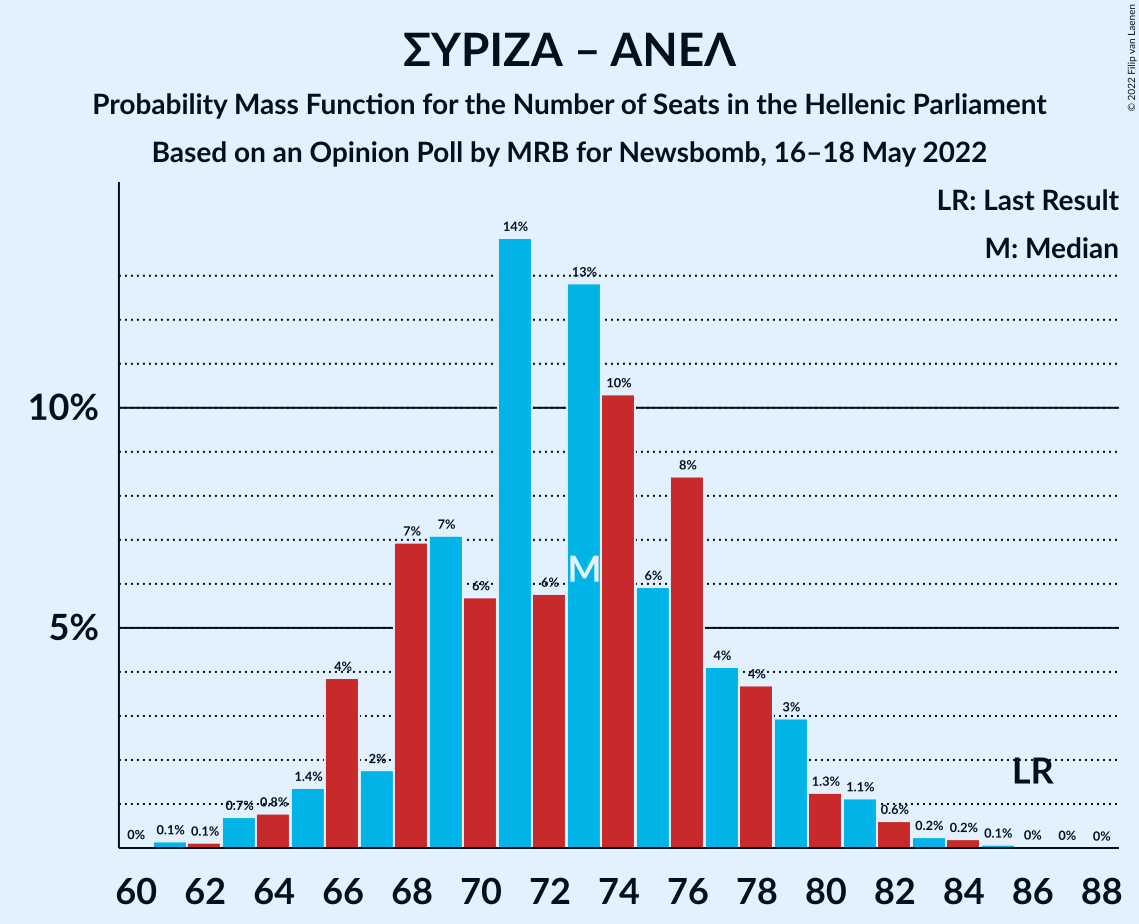 © 2022 Filip van Laenen
ΣΥΡΙΖΑ – ΑΝΕΛ
Probability Mass Function for the Number of Seats in the Hellenic Parliament
Based on an Opinion Poll by MRB for Newsbomb, 16–18 May 2022
LR: Last Result
M: Median
10%
5%
0% 0.1% 0.1% 0.7% 0.8% 1.4% 4% 2% 7% 7% 6% 14% 6% 13% 10% 6% 8% 4% 4% 3% 1.3% 1.1% 0.6% 0.2% 0.2% 0.1% 0% 0% 0%
M
LR
60 62 64 66 68 70 72 74 76 78 80 82 84 86 88